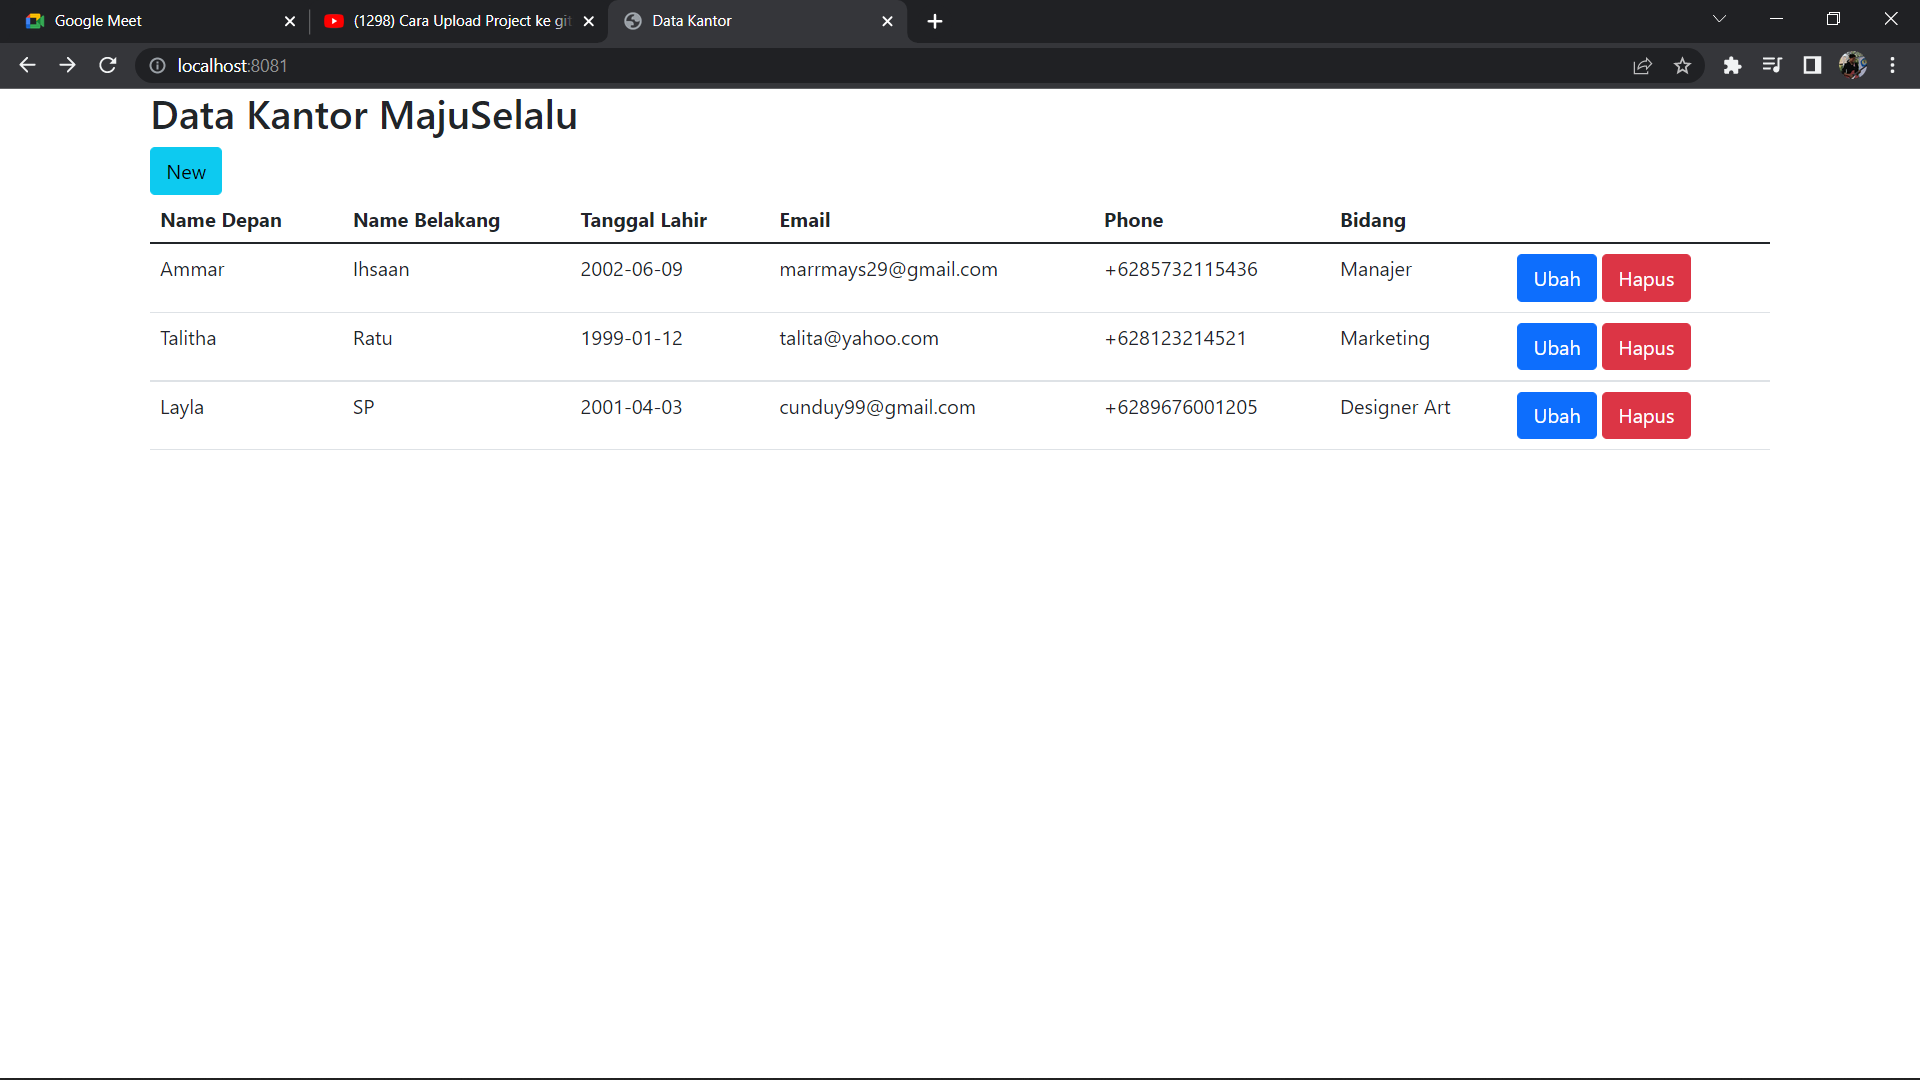 Google Meet
(1298) Cara Upload Project ke git
Data Kantor
localhost:8081
Data Kantor MajuSelalu
New
Name Depan Name Belakang Tanggal Lahir Email Phone Bidang
Ammar Ihsaan 2002-06-09 marrmays29@gmail.com +6285732115436 Manajer Ubah Hapus
Talitha Ratu 1999-01-12 talita@yahoo.com +628123214521 Marketing Ubah Hapus
Layla SP 2001-04-03 cunduy99@gmail.com +6289676001205 Designer Art Ubah Hapus